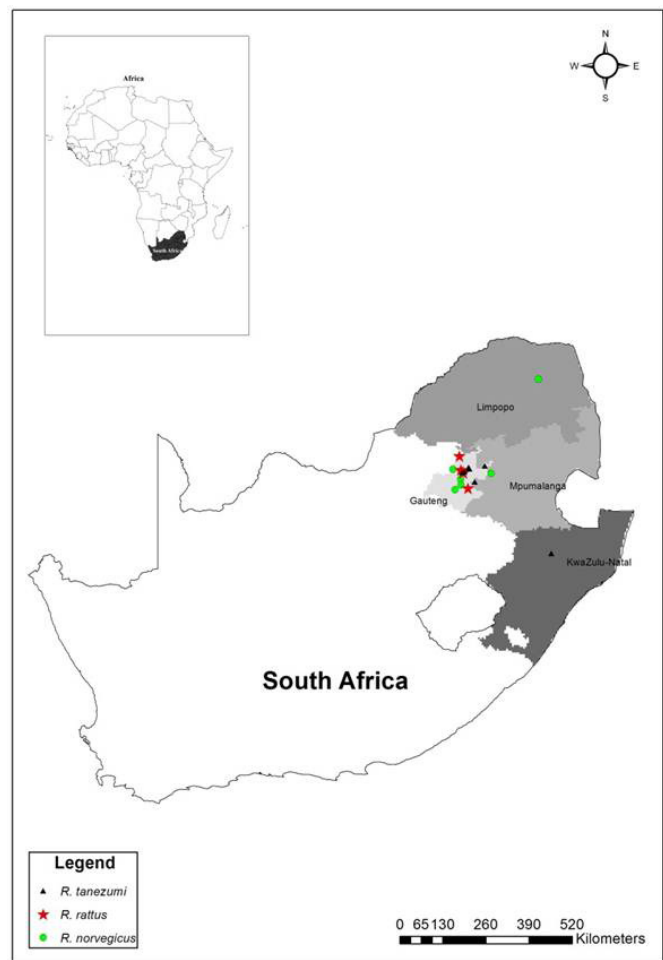 Africa
South Africa
N
W E
S
Limpopo
Mpumalanga
Gauteng
KwaZulu-Natal
South Africa
Legend
R. tanezumi
R. rattus
R. norvegicus
0 65 130 260 390 520
Kilometers